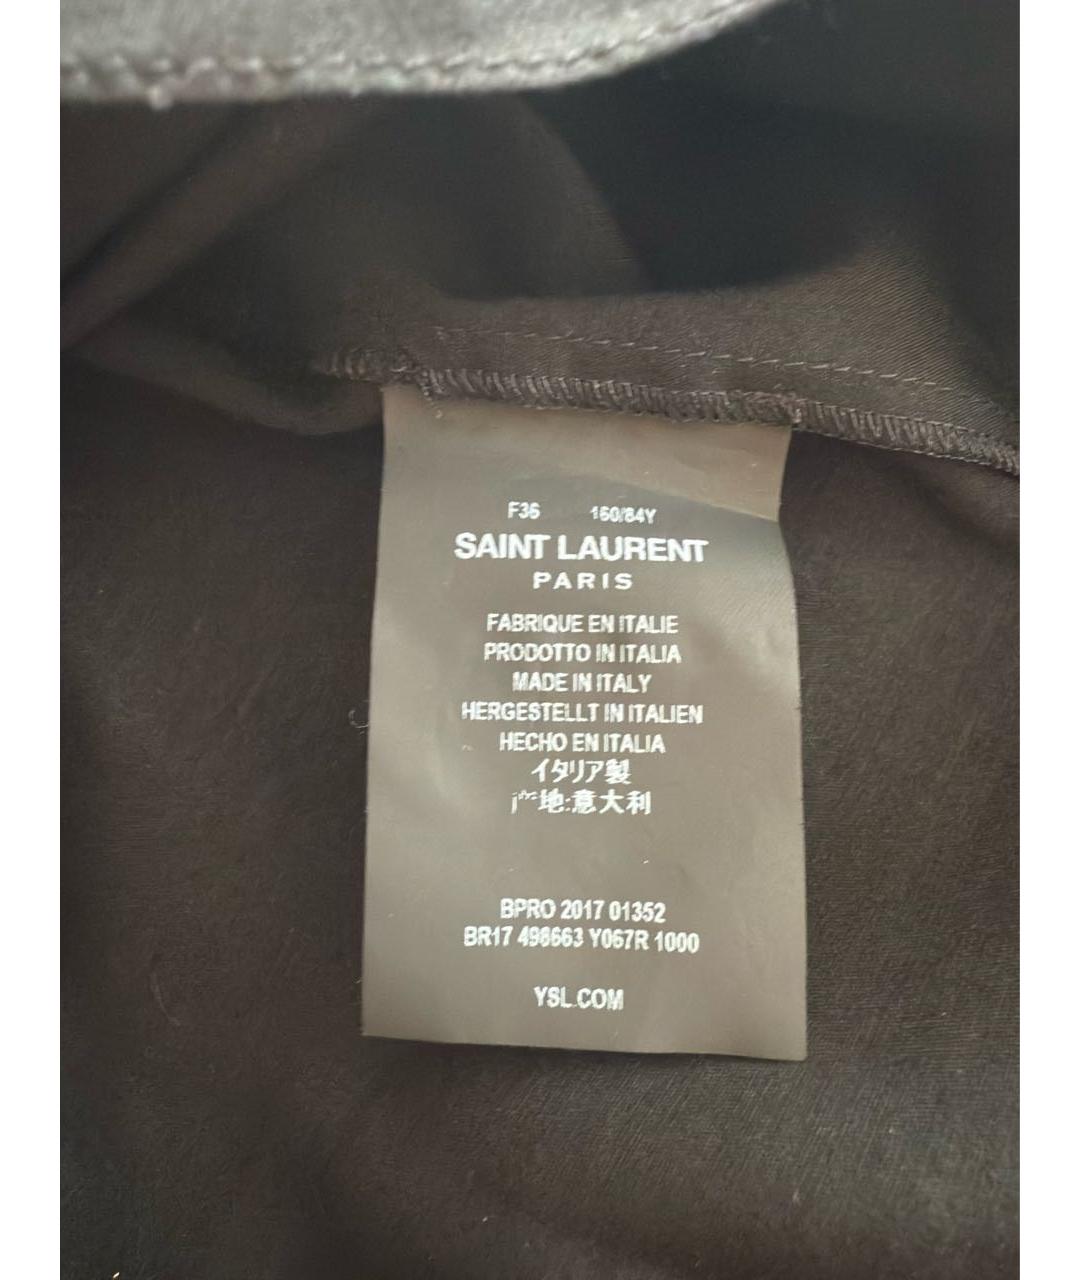 F36 160/84Y
SAINT LAURENT
PARIS
FABRIQUE EN ITALIE
PRODOTTO IN ITALIA
MADE IN ITALY
HERGESTELLT IN ITALIEN
HECHO EN ITALIA
イタリア製
地:意大利
BPRO 2017 01352
BR17 498663 Y067R 1000
YSL.COM